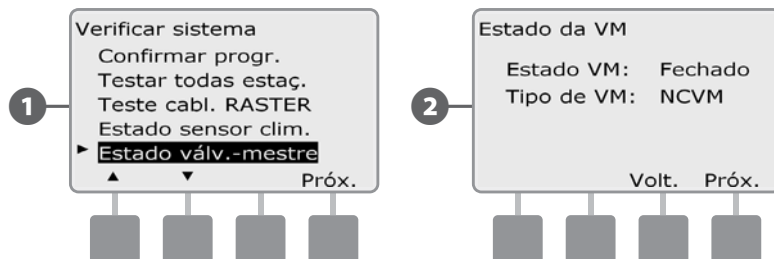 1
Verificar sistema
Confirmar progr.
Testar todas estaç.
Teste cabl. RASTER
Estado sensor clim.
Estado válv.-mestre
Próx.
2
Estado da VM
Estado VM: Fechado
Tipo de VM: NCVM
Volt. Próx.